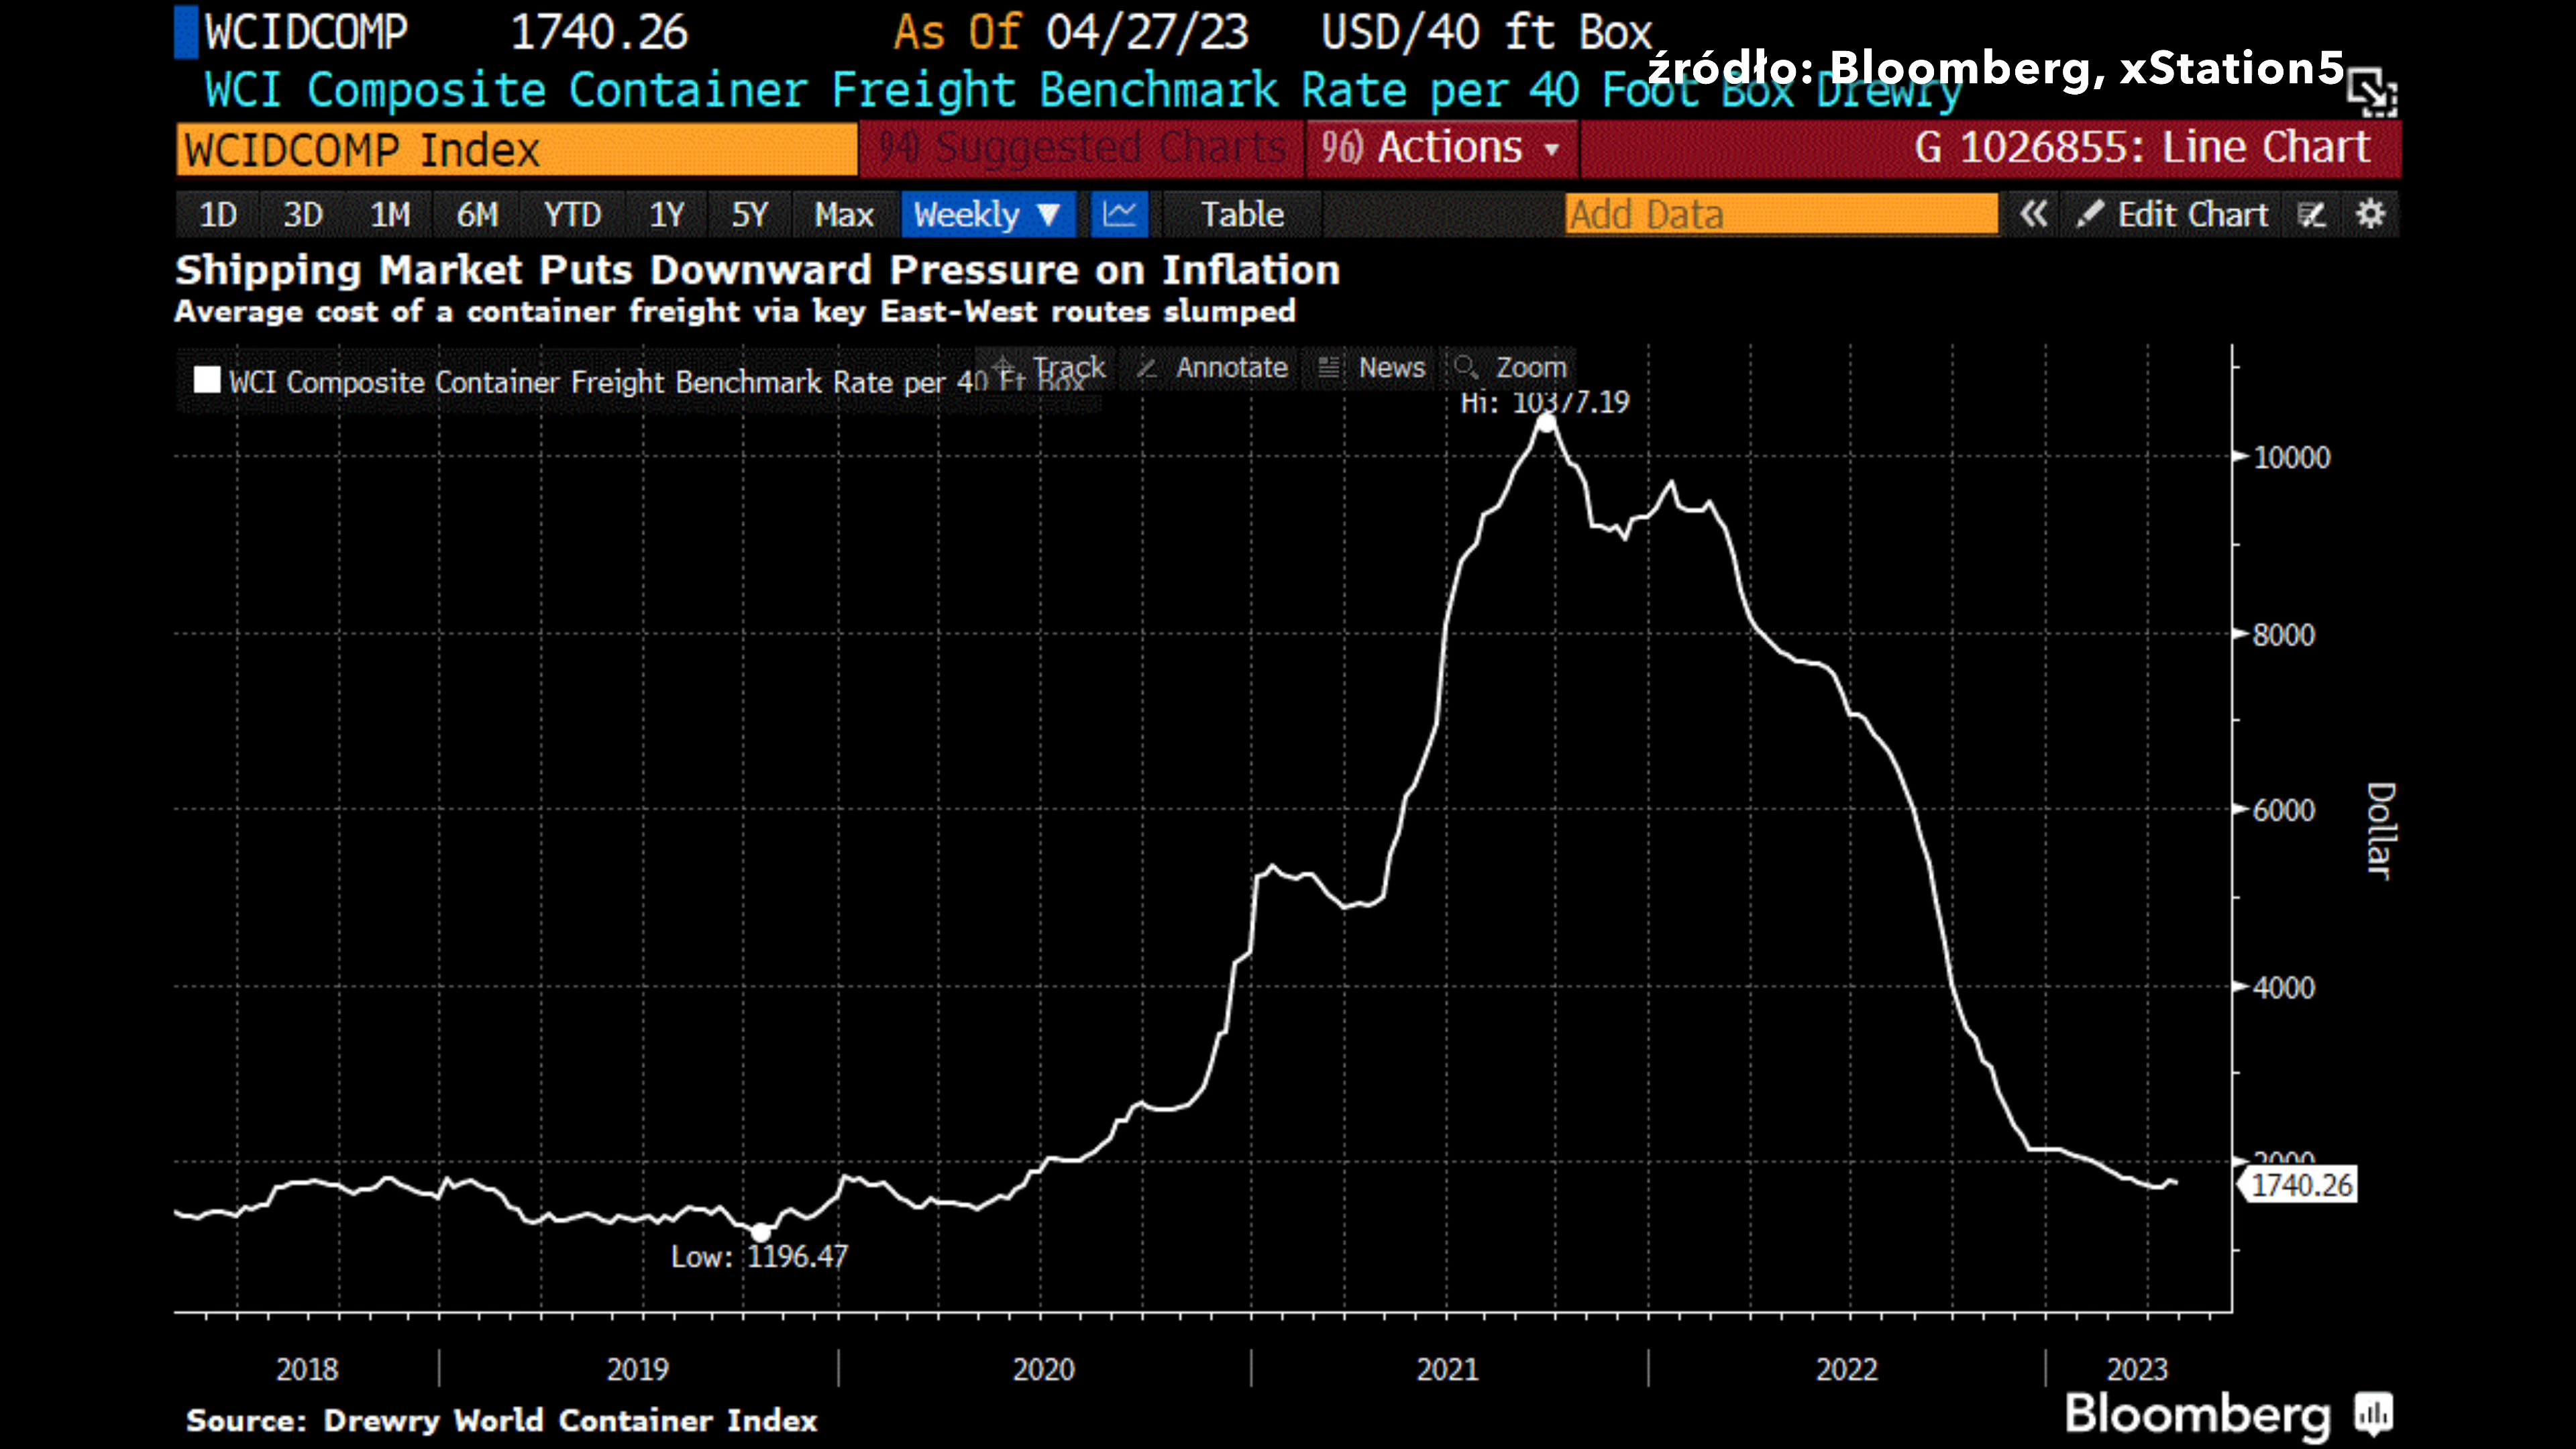 WCIDCOMP 1740.26 As Of 04/27/23 USD/40 ft Box
źródło: Bloomberg, xStation5
WCI Composite Container Freight Benchmark Rate per 40 Foot Box Drewry
WCIDCOMP Index 94) Suggested Charts 96) Actions G 1026855: Line Chart
1D 3D 1M 6M YTD 1Y 5Y Max Weekly Table Add Data Edit Chart
Shipping Market Puts Downward Pressure on Inflation
Average cost of a container freight via key East-West routes slumped
Track Annotate News Zoom
WCI Composite Container Freight Benchmark Rate per 40 Ft Box
Hi: 10377.19
10000
8000
6000
Dollar
4000
2000
1740.26
Low: 1196.47
2018 2019 2020 2021 2022 2023
Source: Drewry World Container Index
Bloomberg